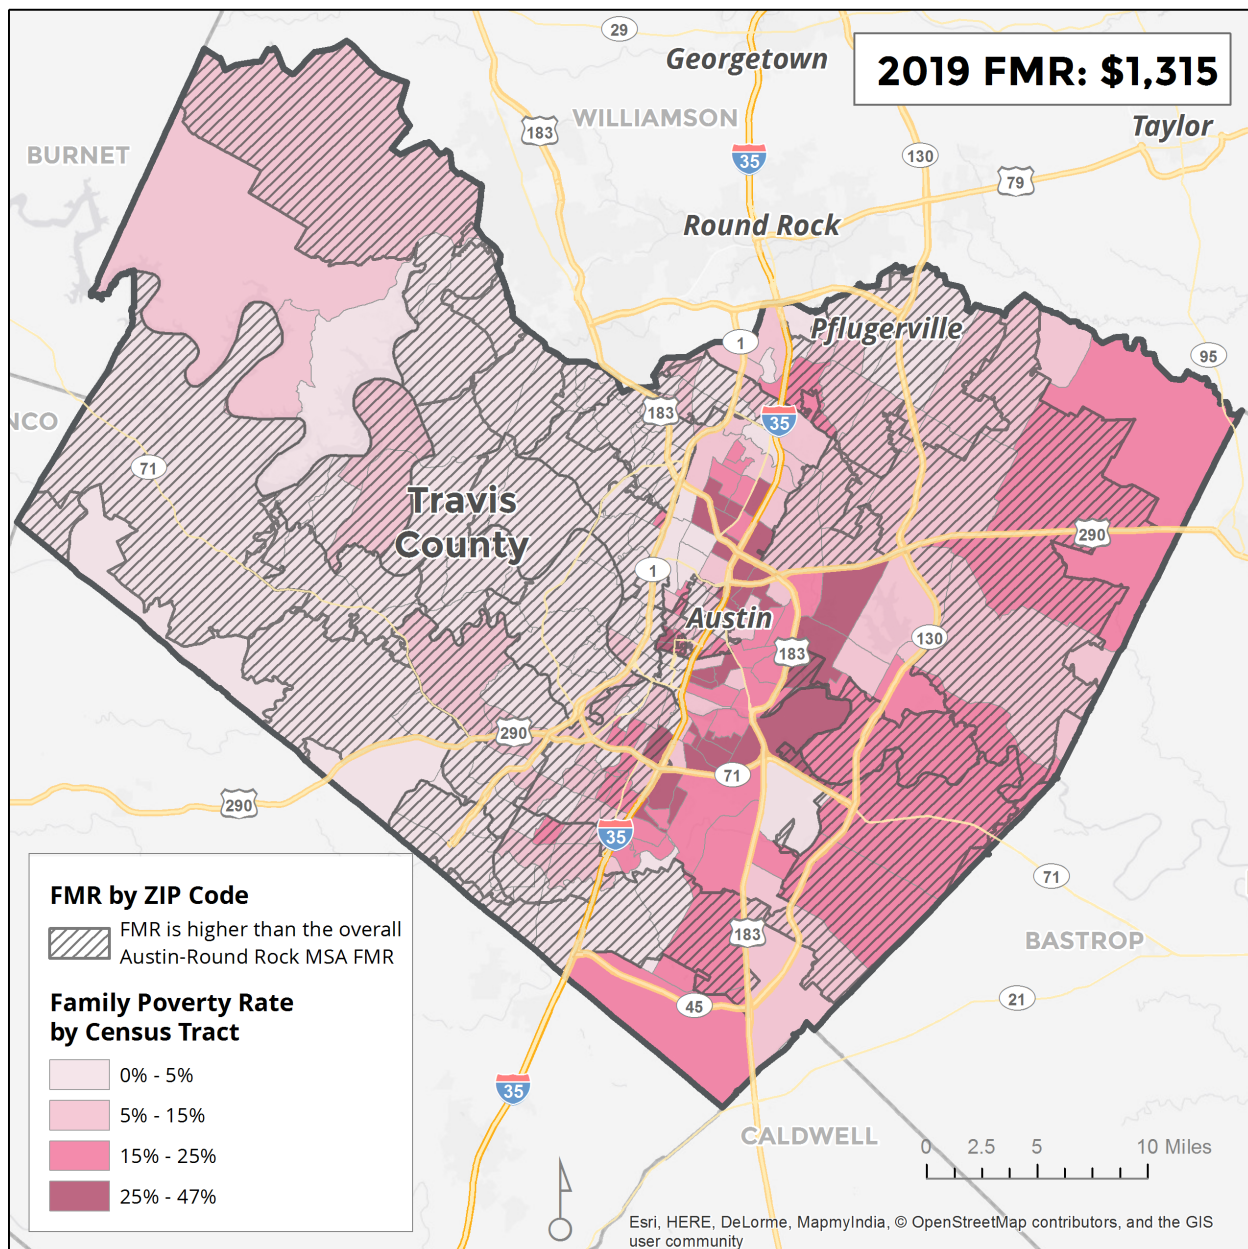 29
Georgetown
2019 FMR: $1,315
WILLIAMSON
183
Taylor
BURNET
35
130
79
Round Rock
Pflugerville
1
95
183
35
NCO
71
Travis
County
290
1
Austin
183
130
290
71
290
35
71
183
BASTROP
45
21
35
CALDWELL
FMR by ZIP Code
FMR is higher than the overall
Austin-Round Rock MSA FMR
Family Poverty Rate
by Census Tract
0% - 5%
5% - 15%
15% - 25%
25% - 47%
0 2.5 5 10 Miles
Esri, HERE, DeLorme, MapmyIndia, © OpenStreetMap contributors, and the GIS
user community